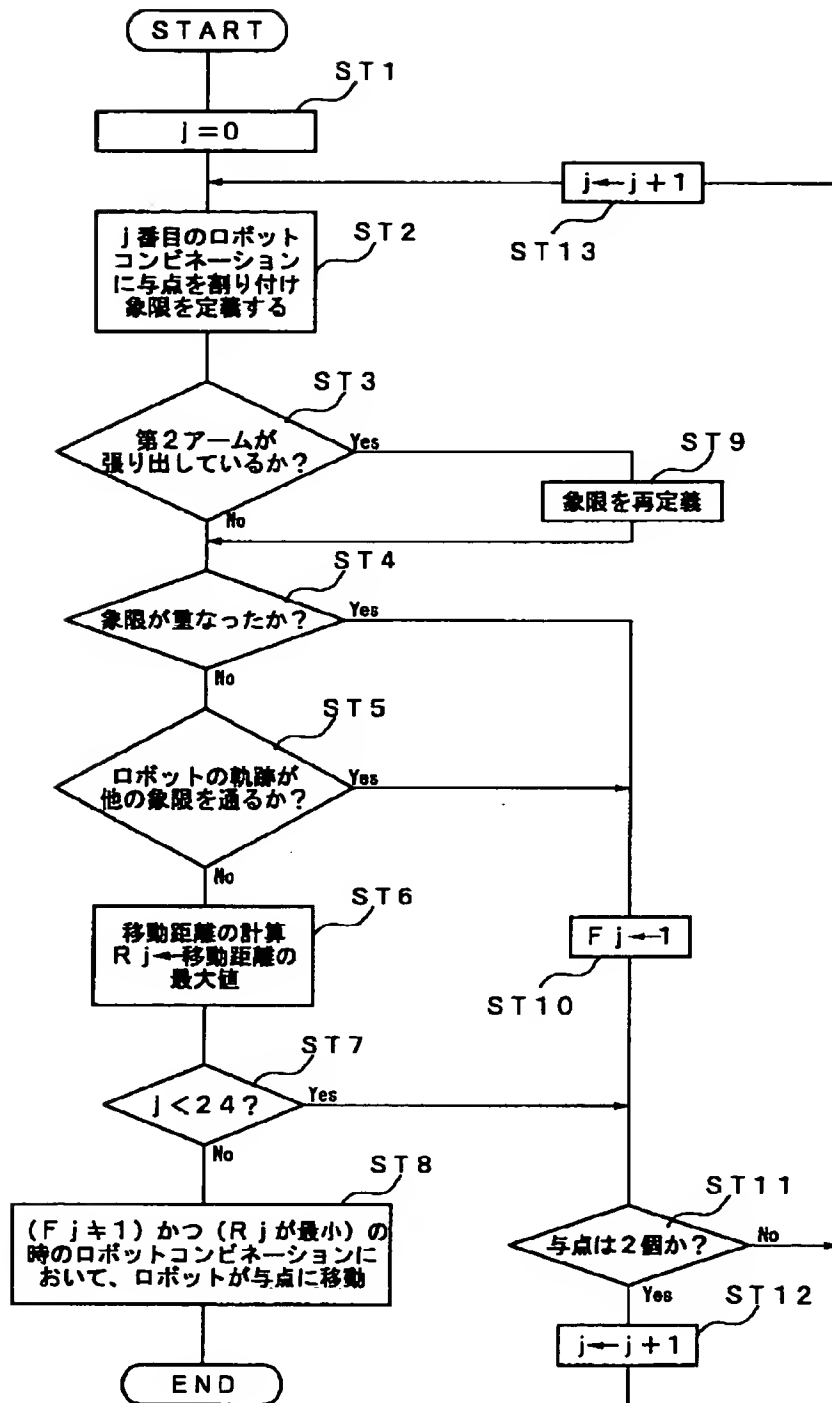 START
ST1
j=0
j←j+1
ST13
j番目のロボット
コンビネーション
に与点を割り付け
象限を定義する
ST2
ST3
第2アームが
張り出しているか?
Yes
No
ST9
象限を再定義
ST4
象限が重なったか?
Yes
No
ST5
ロボットの軌跡が
他の象限を通るか?
Yes
No
ST6
移動距離の計算
Rj←移動距離の
最大値
Fj←1
ST10
ST7
j<24?
Yes
No
ST8
(Fj≠1)かつ(Rjが最小)の
時のロボットコンビネーションに
おいて、ロボットが与点に移動
ST11
与点は2個か?
No
Yes
ST12
j←j+1
END